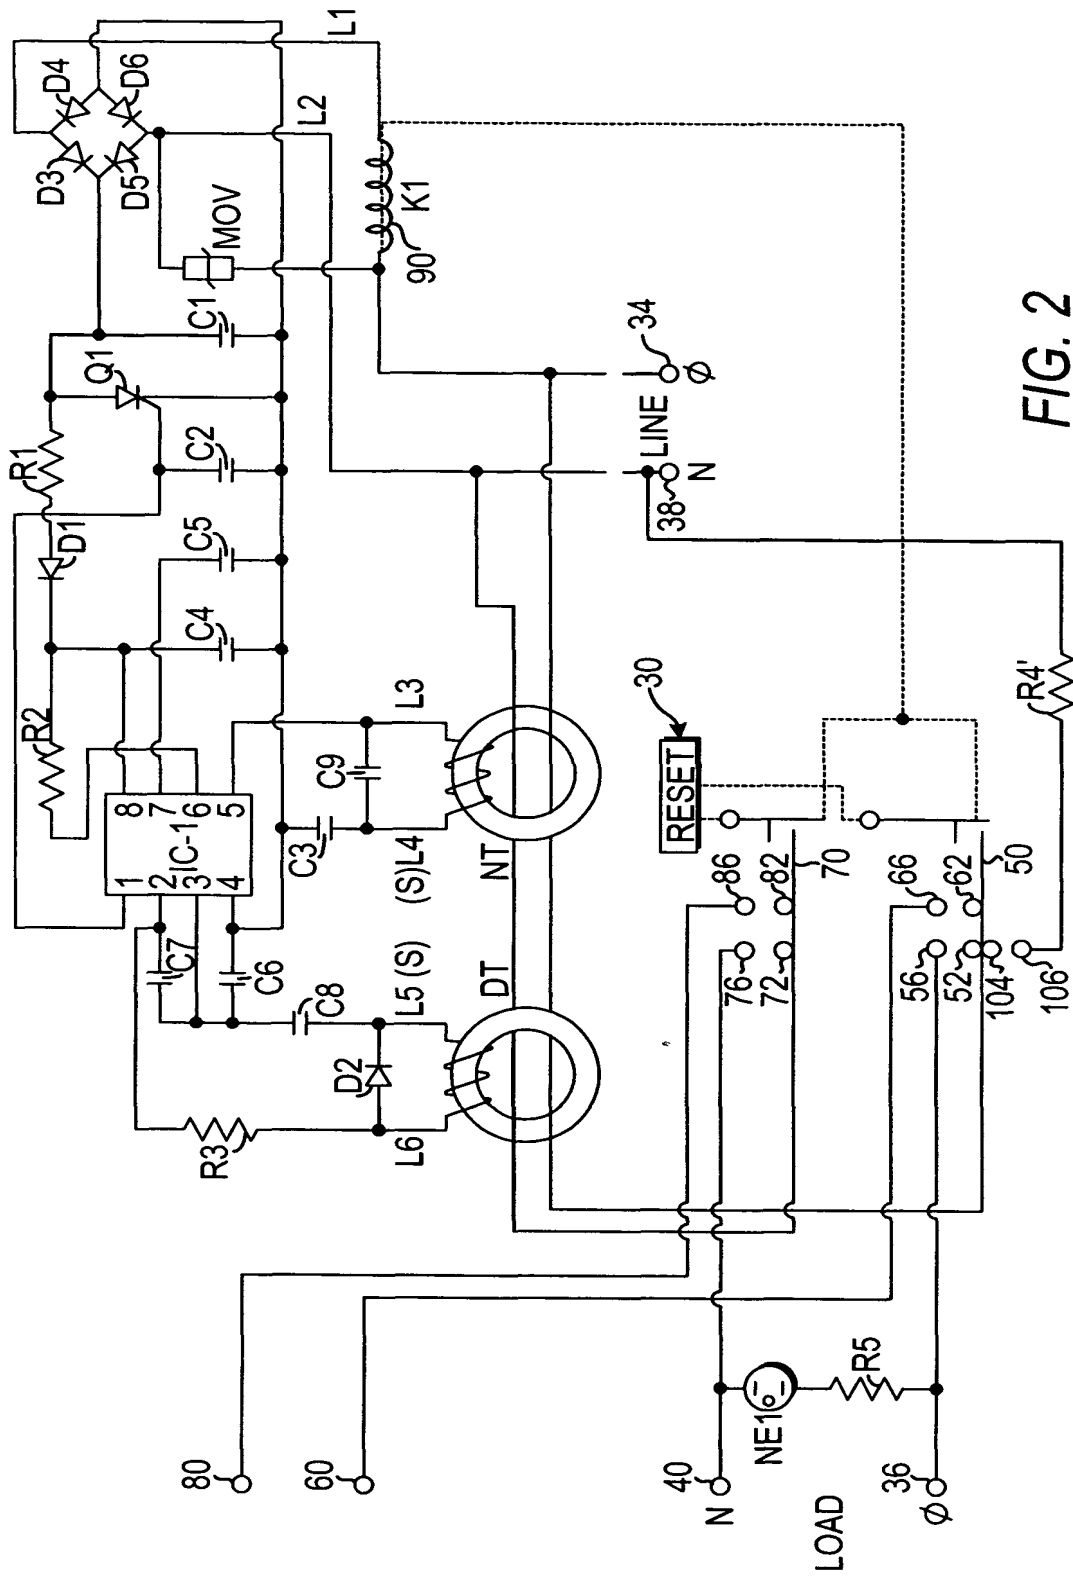 L1
D4
D6
D3
D5
L2
MOV
K1
90
C1
Q1
R1
C2
D1
C5
C4
R2
34
Φ
LINE
38
N
8
7
6
5
IC-1
1
2
3
4
C9
L3
C3
(S)L4
NT
C7
C6
C8
L5 (S)
DT
D2
R3
L6
30
RESET
R4'
86
82
70
76
72
66
62
50
56
52
104
106
80
60
40
N
NE1
R5
36
Φ
LOAD
FIG. 2